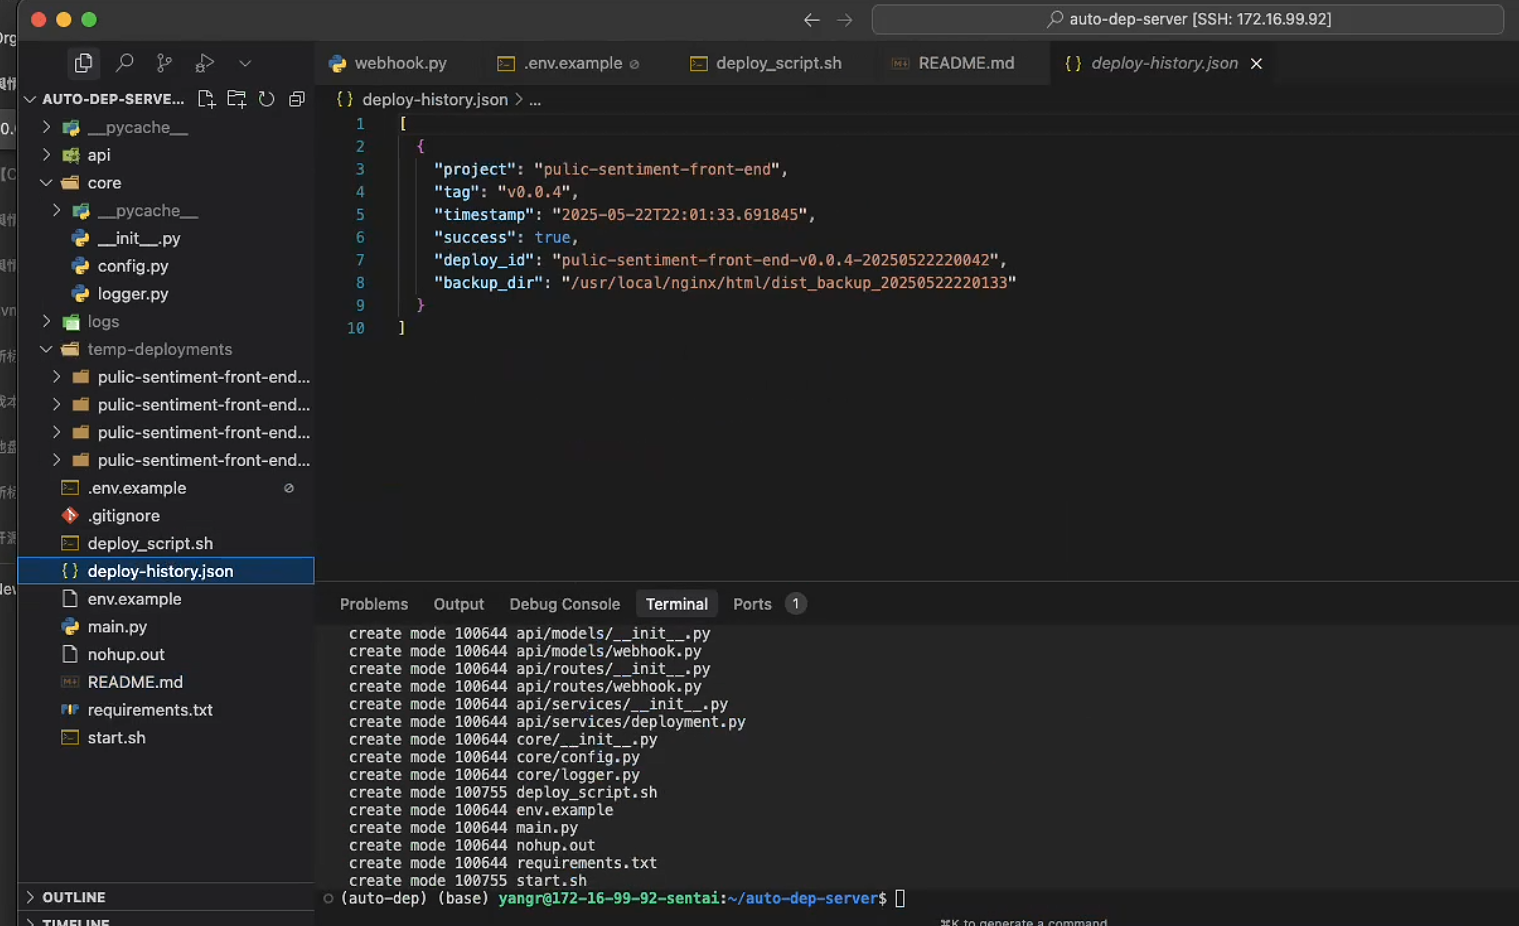 auto-dep-server [SSH: 172.16.99.92]
webhook.py
.env.example
deploy_script.sh
README.md
deploy-history.json
AUTO-DEP-SERVE...
__pycache__
api
core
__pycache__
__init__.py
config.py
logger.py
logs
temp-deployments
pulic-sentiment-front-end...
pulic-sentiment-front-end...
pulic-sentiment-front-end...
pulic-sentiment-front-end...
.env.example
.gitignore
deploy_script.sh
deploy-history.json
env.example
main.py
nohup.out
README.md
requirements.txt
start.sh
OUTLINE
TIMELINE
deploy-history.json > ...
1 [
2 {
3 "project": "pulic-sentiment-front-end",
4 "tag": "v0.0.4",
5 "timestamp": "2025-05-22T22:01:33.691845",
6 "success": true,
7 "deploy_id": "pulic-sentiment-front-end-v0.0.4-20250522220042",
8 "backup_dir": "/usr/local/nginx/html/dist_backup_20250522220133"
9 }
10 ]
Problems Output Debug Console Terminal Ports 1
create mode 100644 api/models/__init__.py
create mode 100644 api/models/webhook.py
create mode 100644 api/routes/__init__.py
create mode 100644 api/routes/webhook.py
create mode 100644 api/services/__init__.py
create mode 100644 api/services/deployment.py
create mode 100644 core/__init__.py
create mode 100644 core/config.py
create mode 100644 core/logger.py
create mode 100755 deploy_script.sh
create mode 100644 env.example
create mode 100644 main.py
create mode 100644 nohup.out
create mode 100644 requirements.txt
create mode 100755 start.sh
(auto-dep) (base) yangr@172-16-99-92-sentai:~/auto-dep-server$
⌘K to generate a command